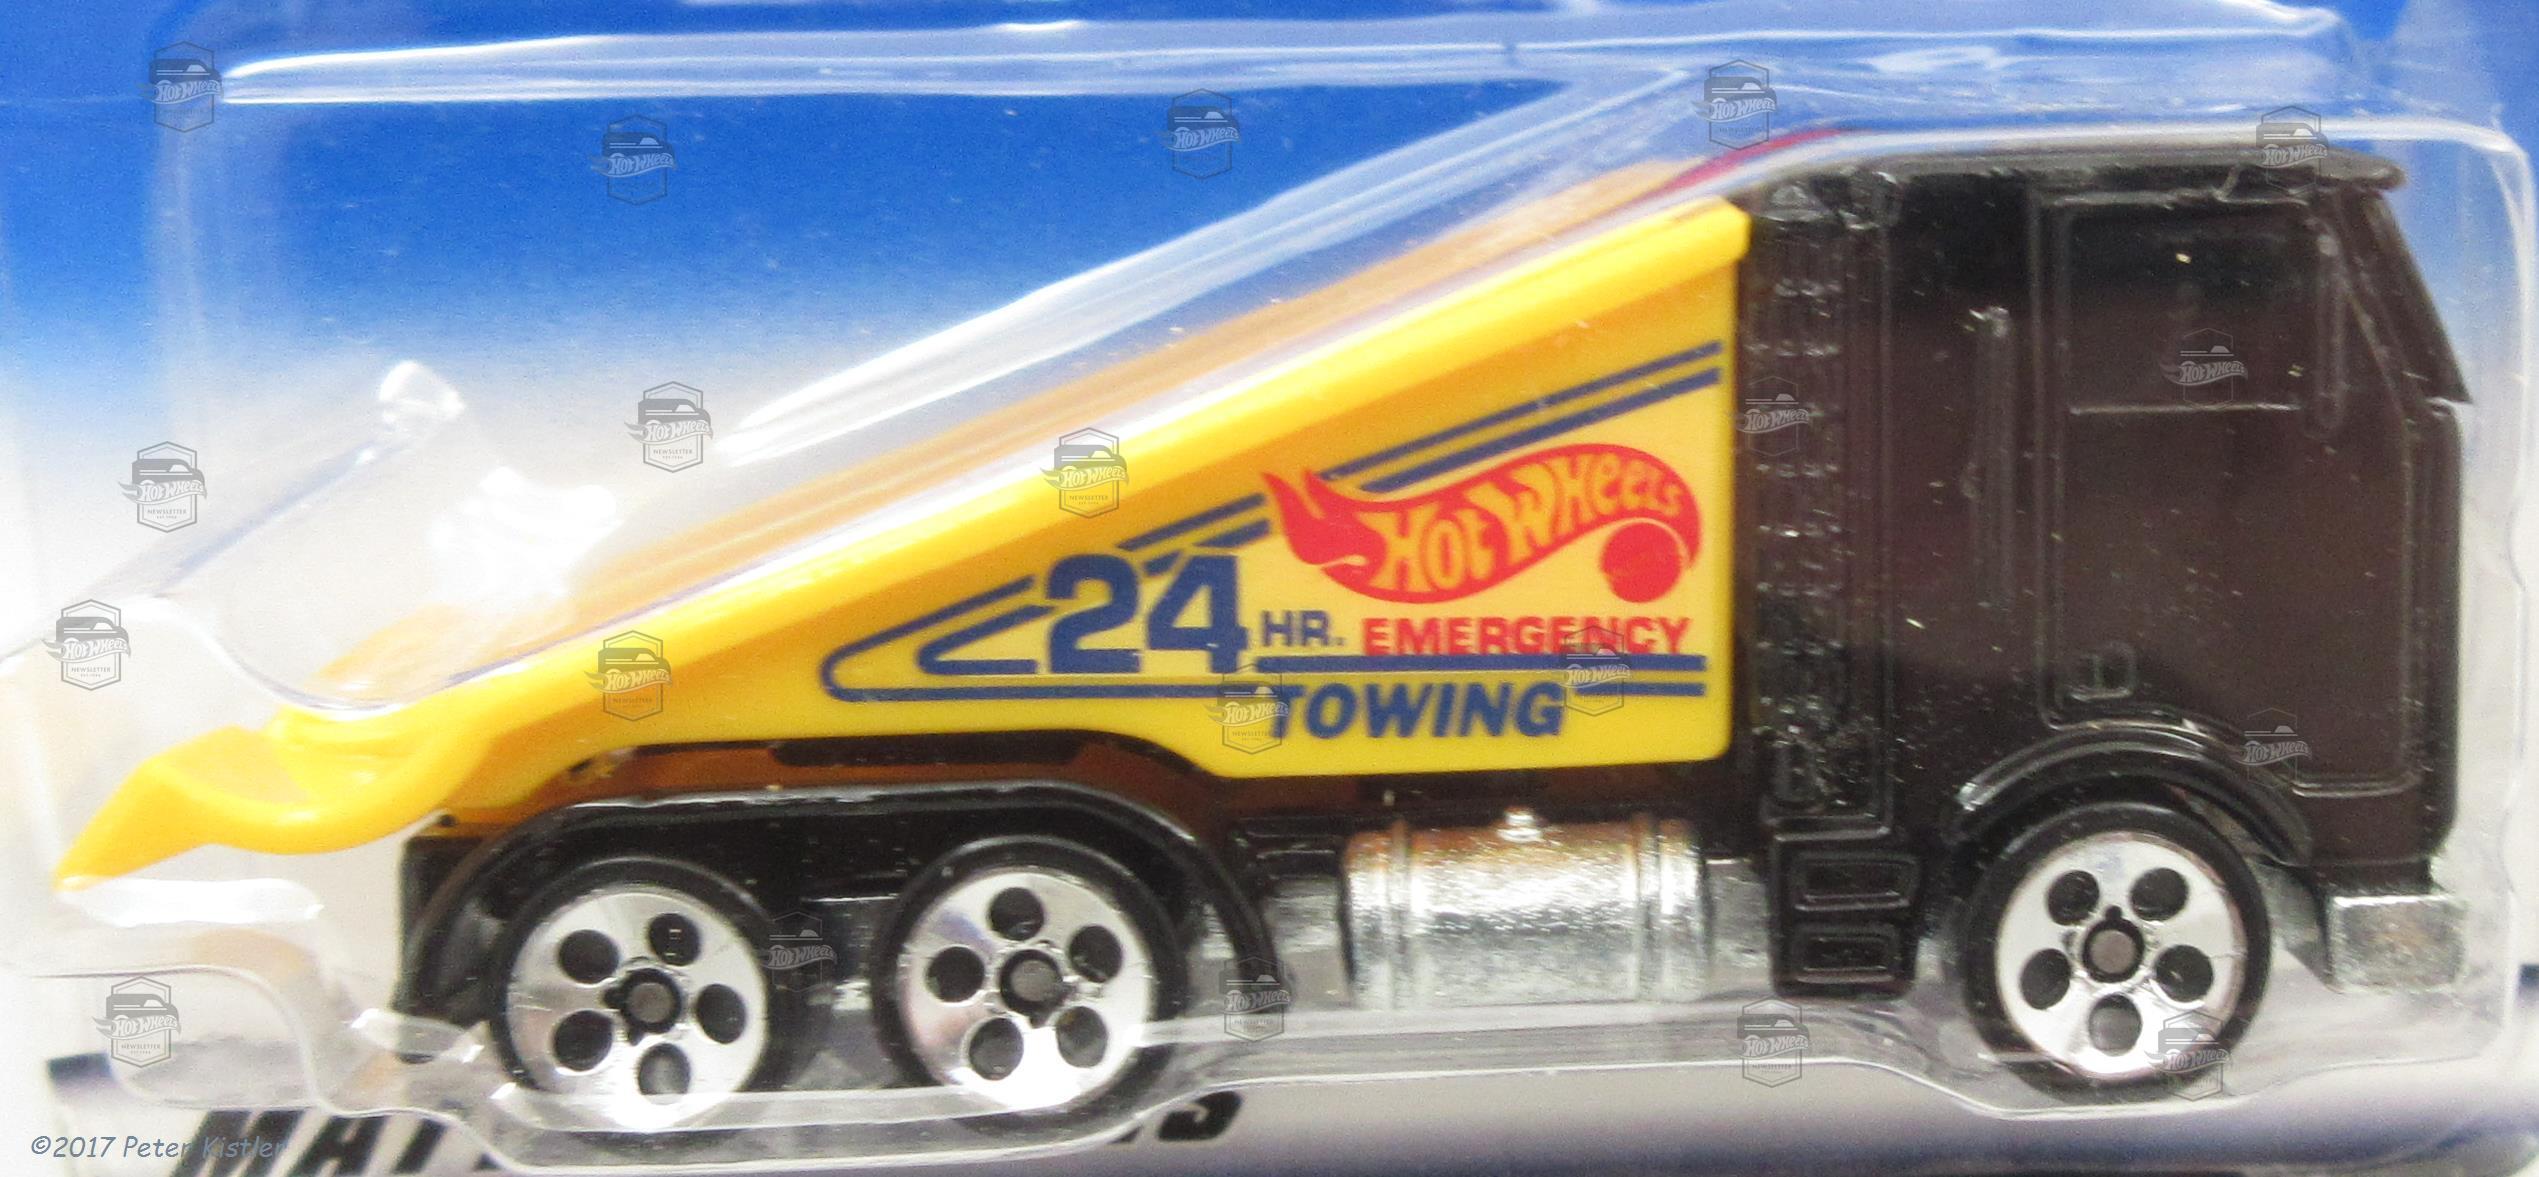 Hot Wheels
24 HR. EMERGENCY
TOWING
©2017 Peter Kistler